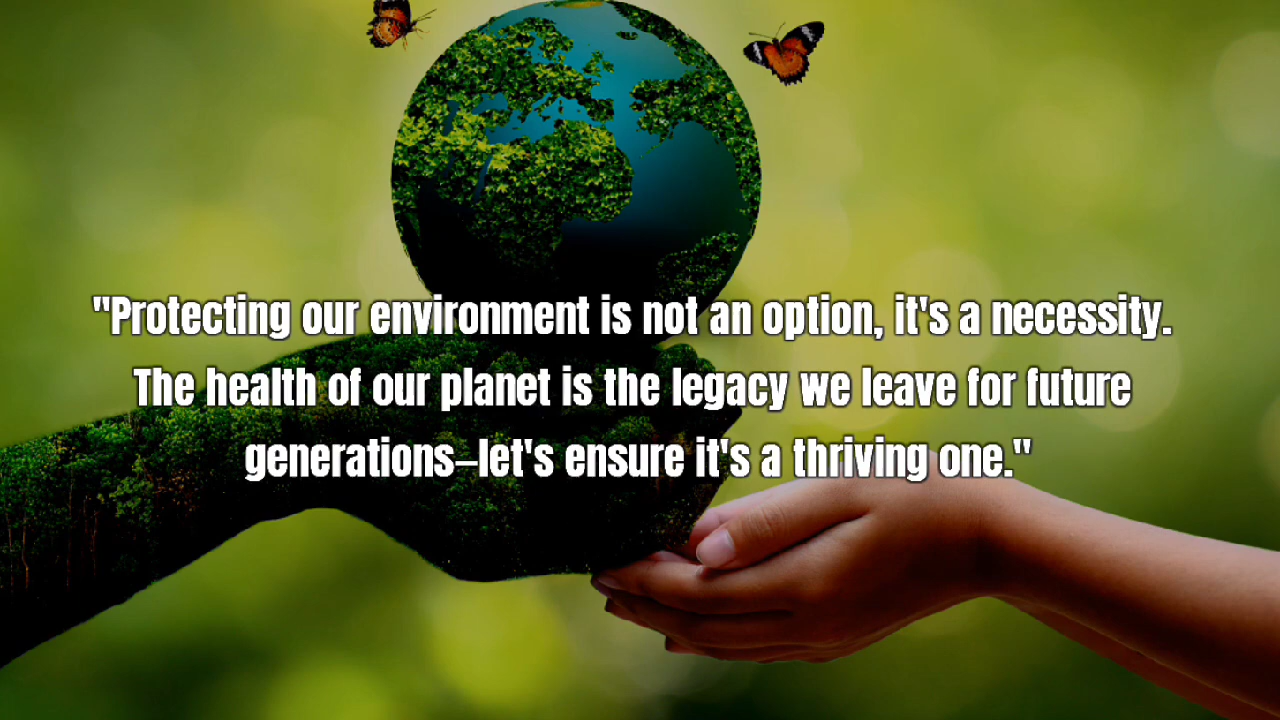 "Protecting our environment is not an option, it's a necessity.
The health of our planet is the legacy we leave for future
generations—let's ensure it's a thriving one."